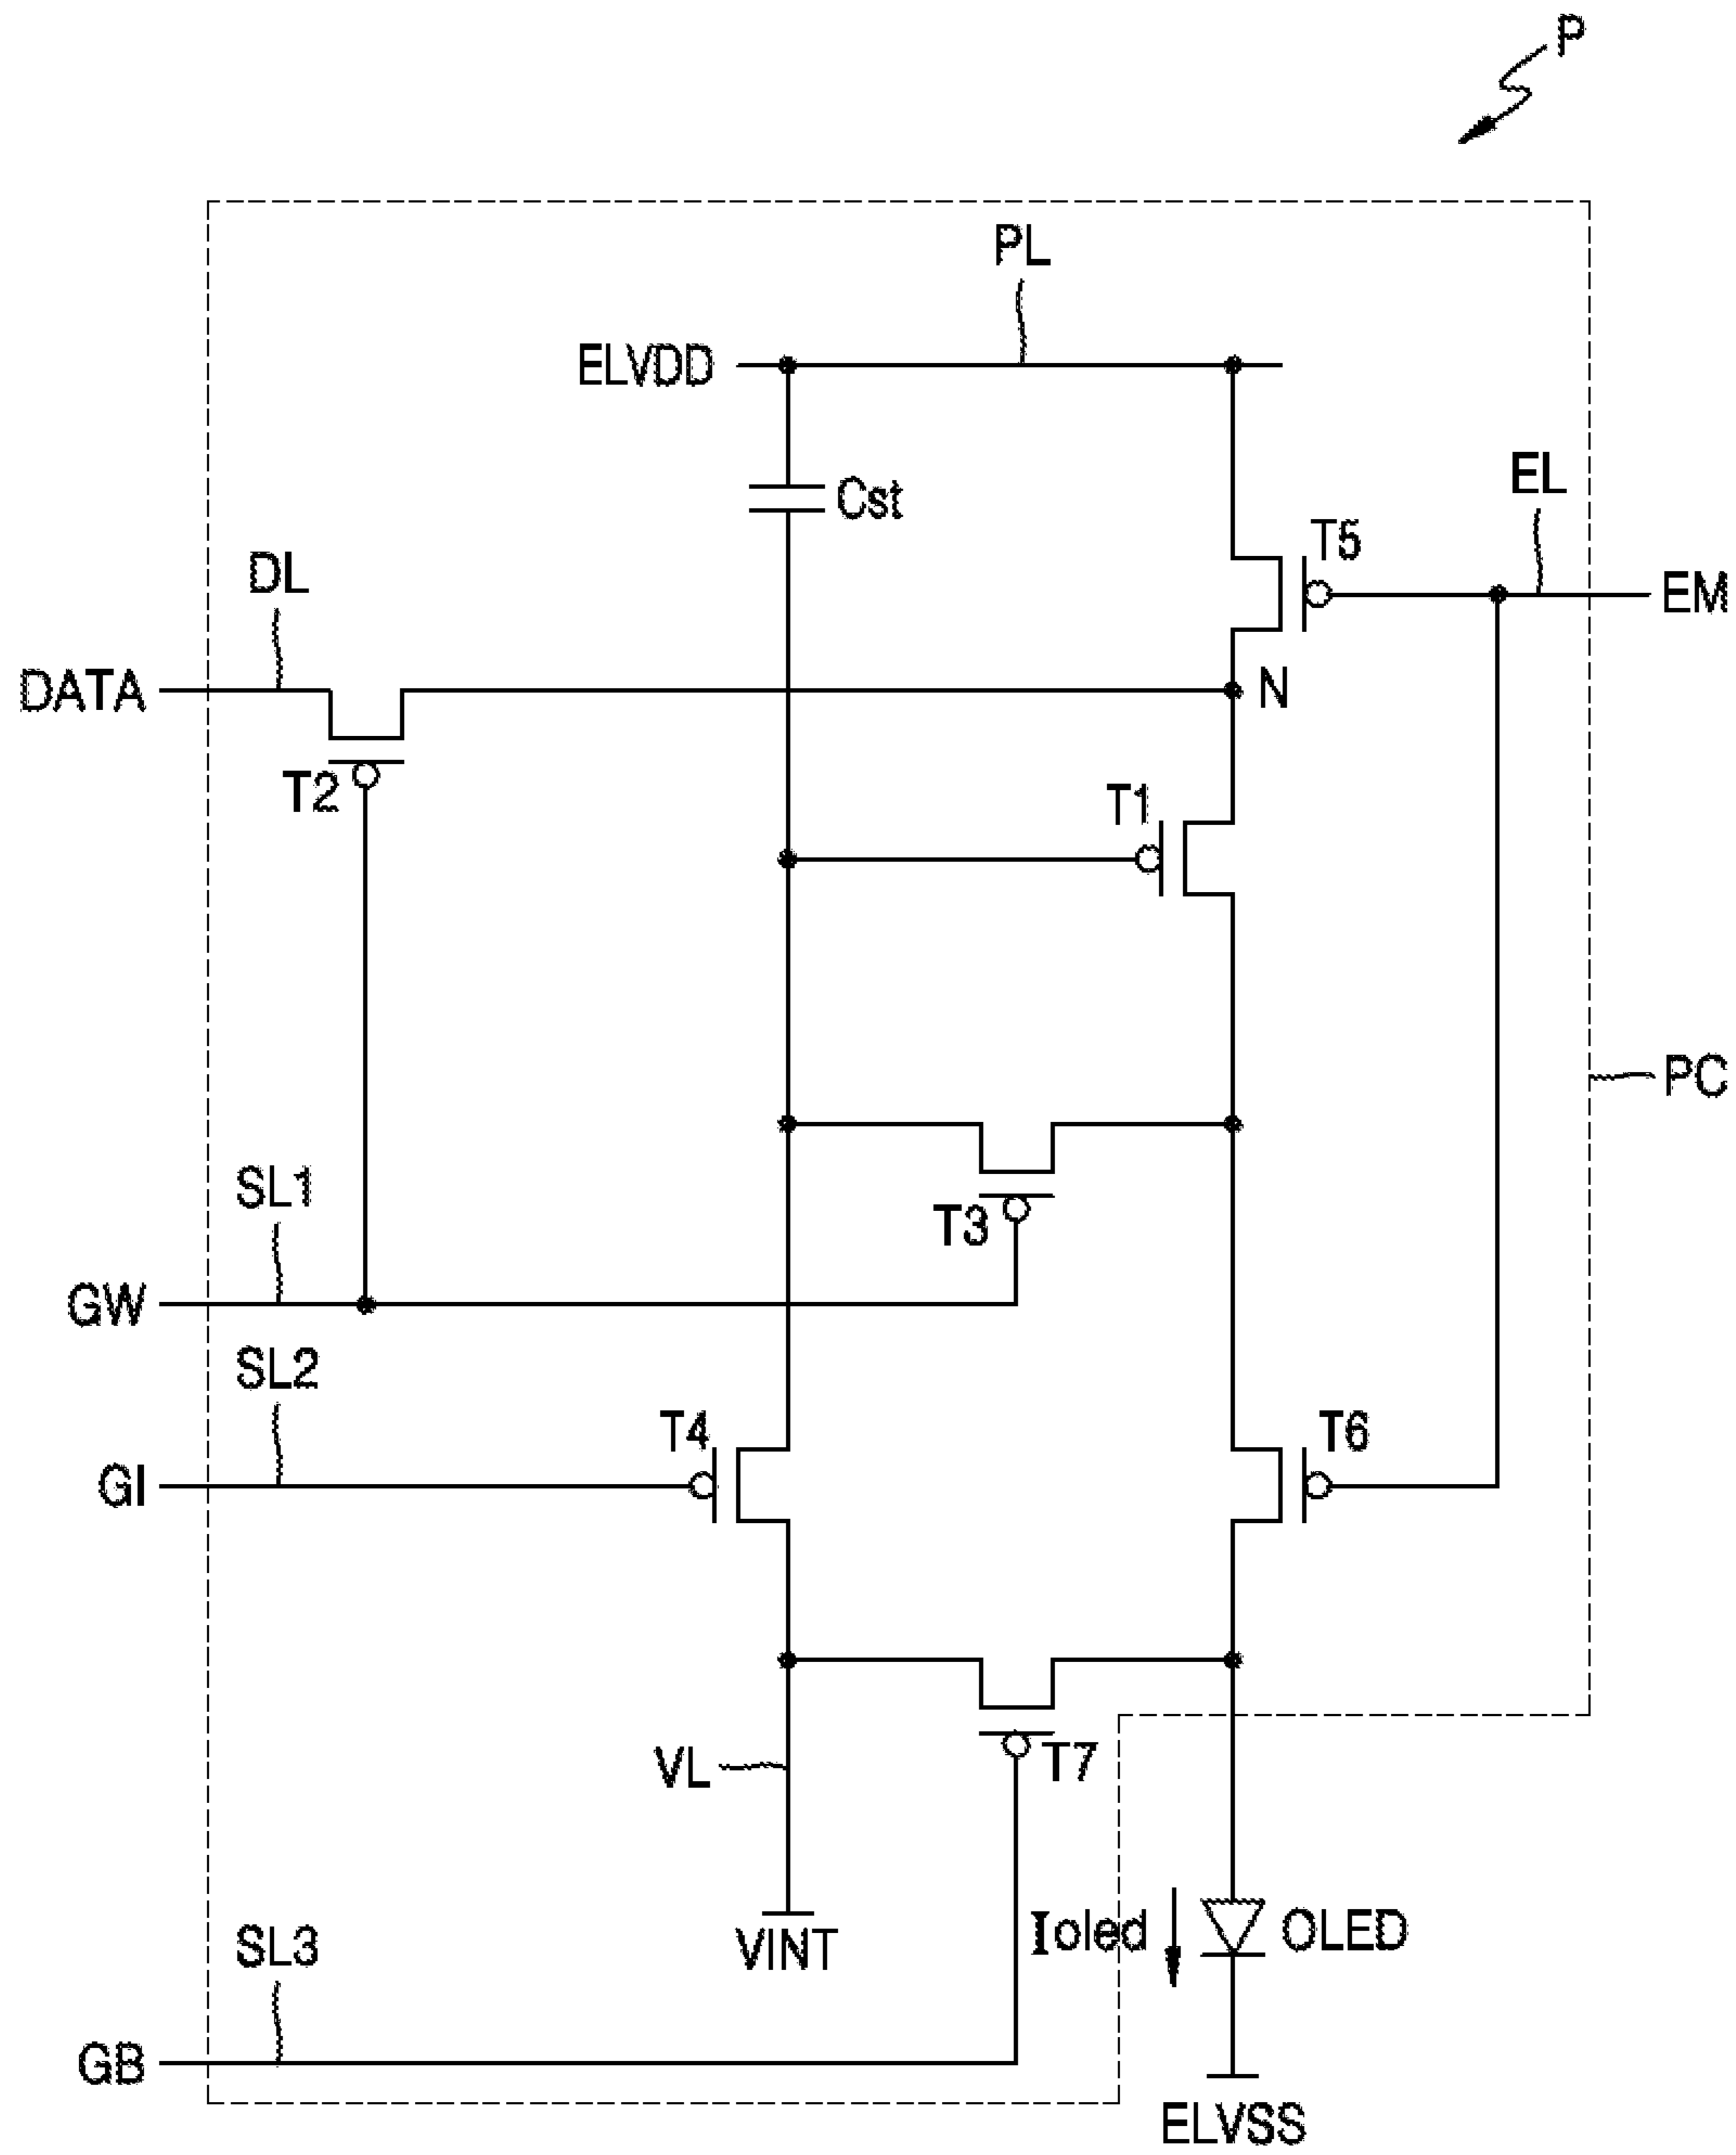 P
PL
ELVDD
Cst
EL
T5
DL
EM
DATA
N
T2
T1
PC
SL1
T3
GW
SL2
T4
T6
GI
VL
T7
VINT
Ioled
OLED
SL3
GB
ELVSS